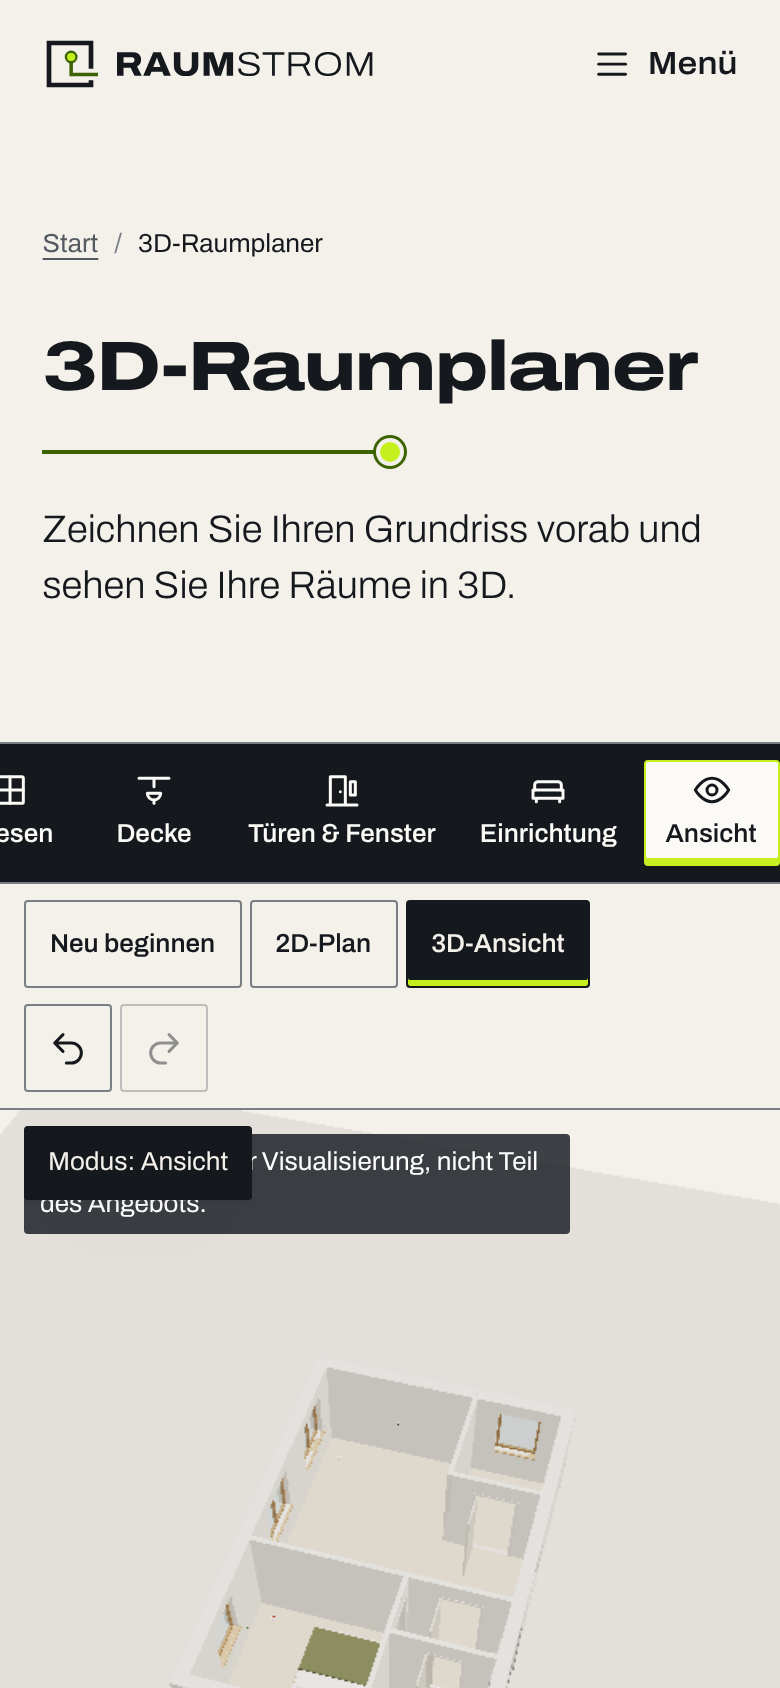 RAUMSTROM
Menü
Start / 3D-Raumplaner
3D-Raumplaner
Zeichnen Sie Ihren Grundriss vorab und
sehen Sie Ihre Räume in 3D.
esen
Decke
Türen & Fenster
Einrichtung
Ansicht
Neu beginnen
2D-Plan
3D-Ansicht
Modus: Ansicht
r Visualisierung, nicht Teil
des Angebots.